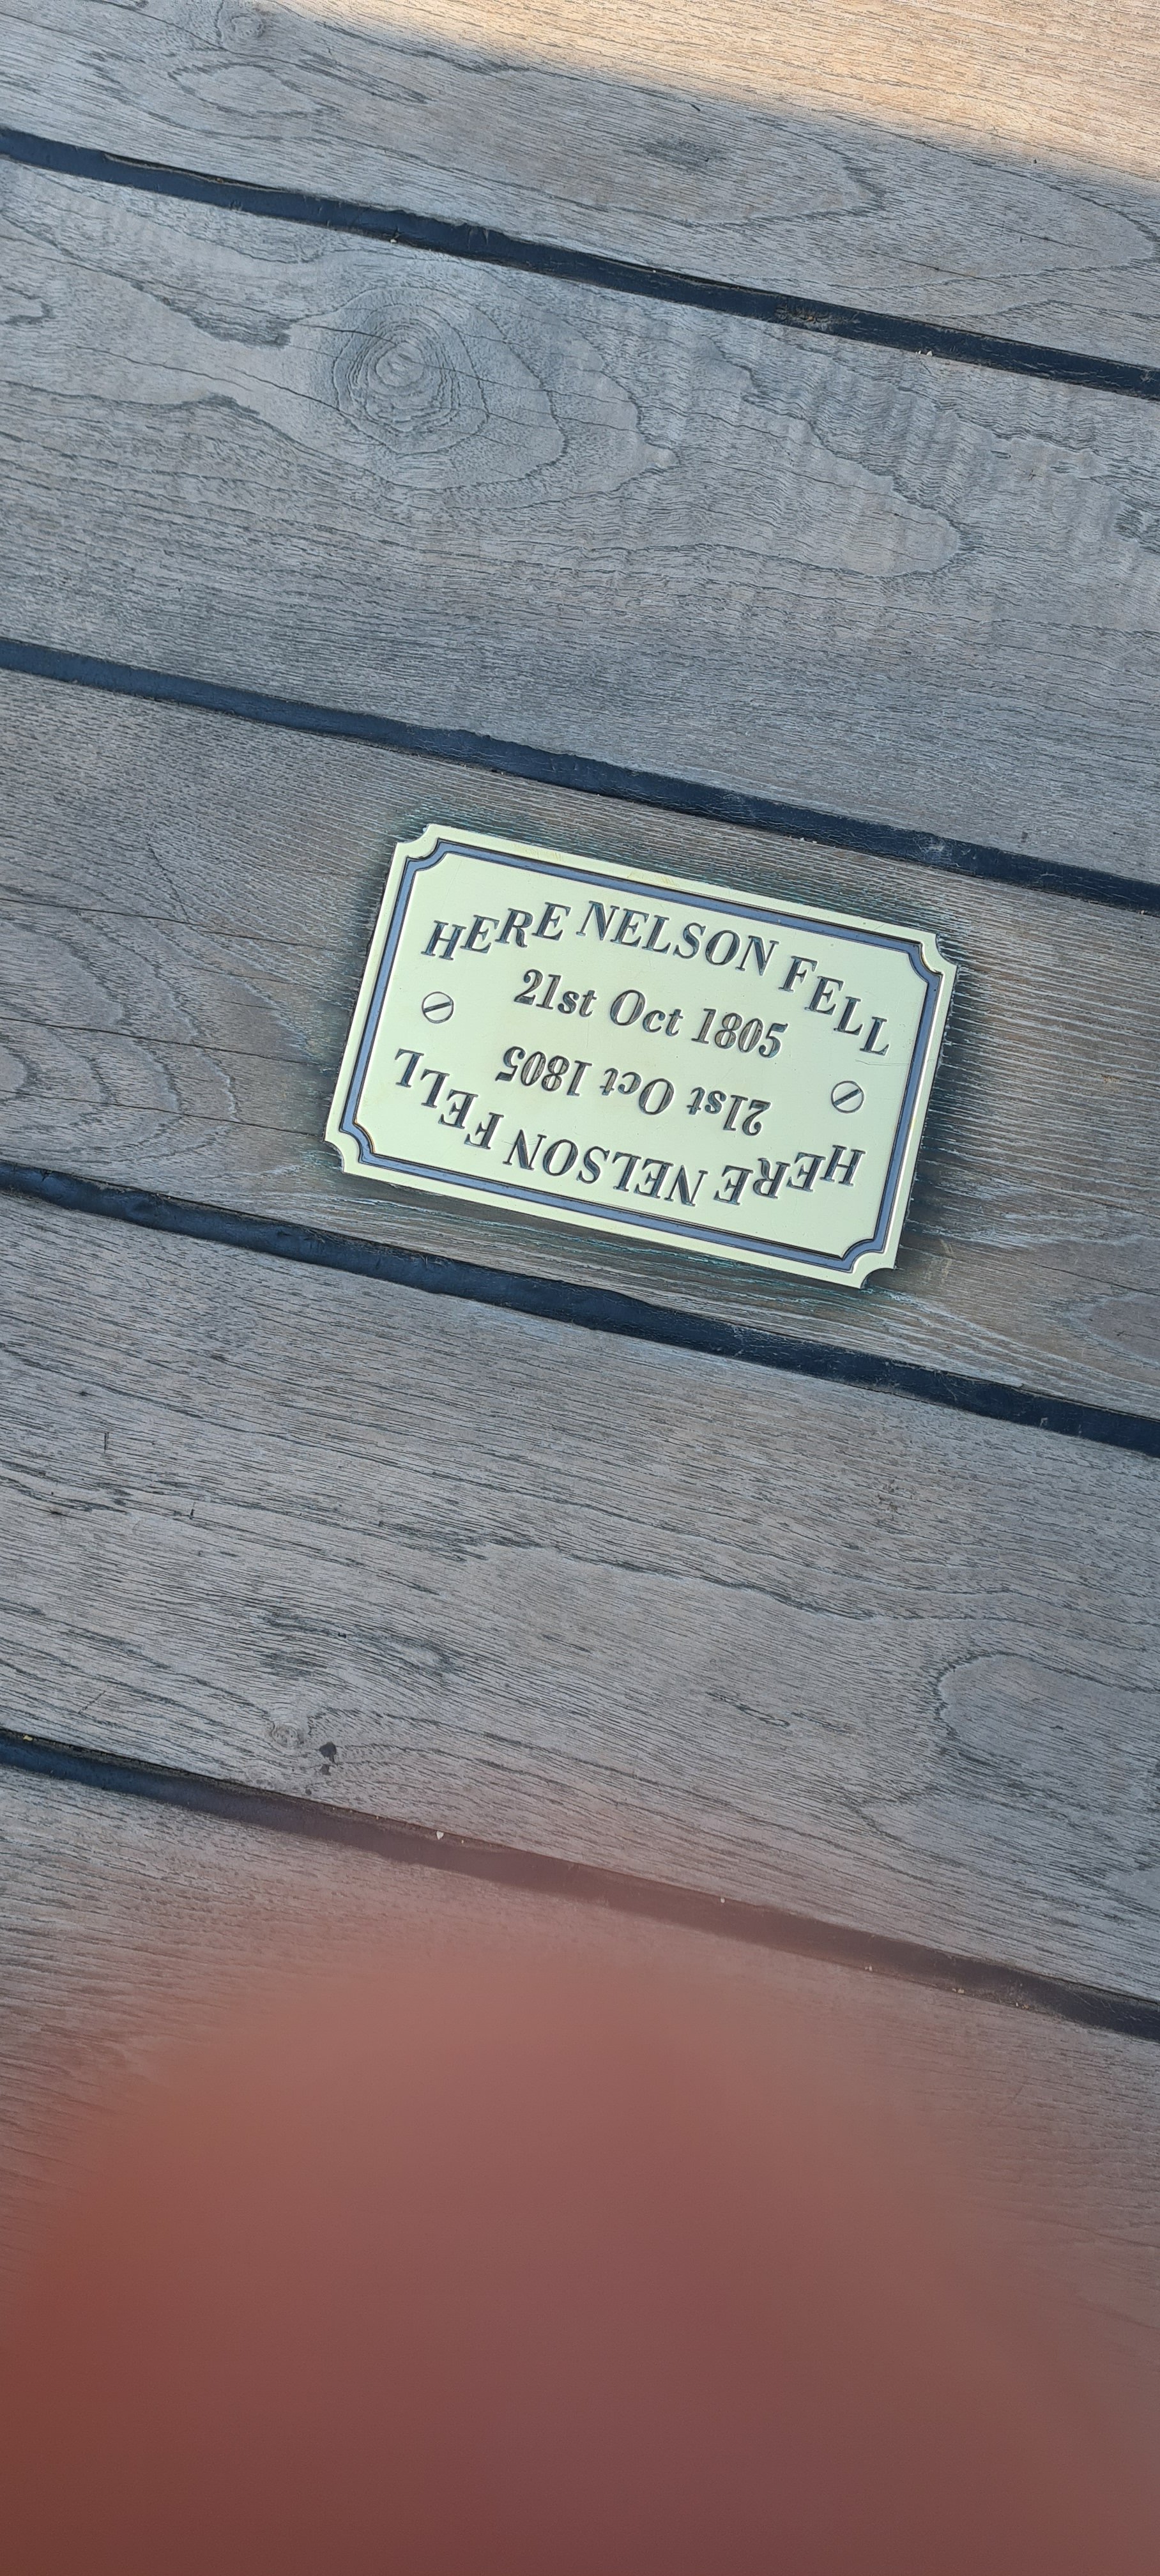 HERE NELSON FELL
21st Oct 1805
21st Oct 1805
HERE NELSON FELL